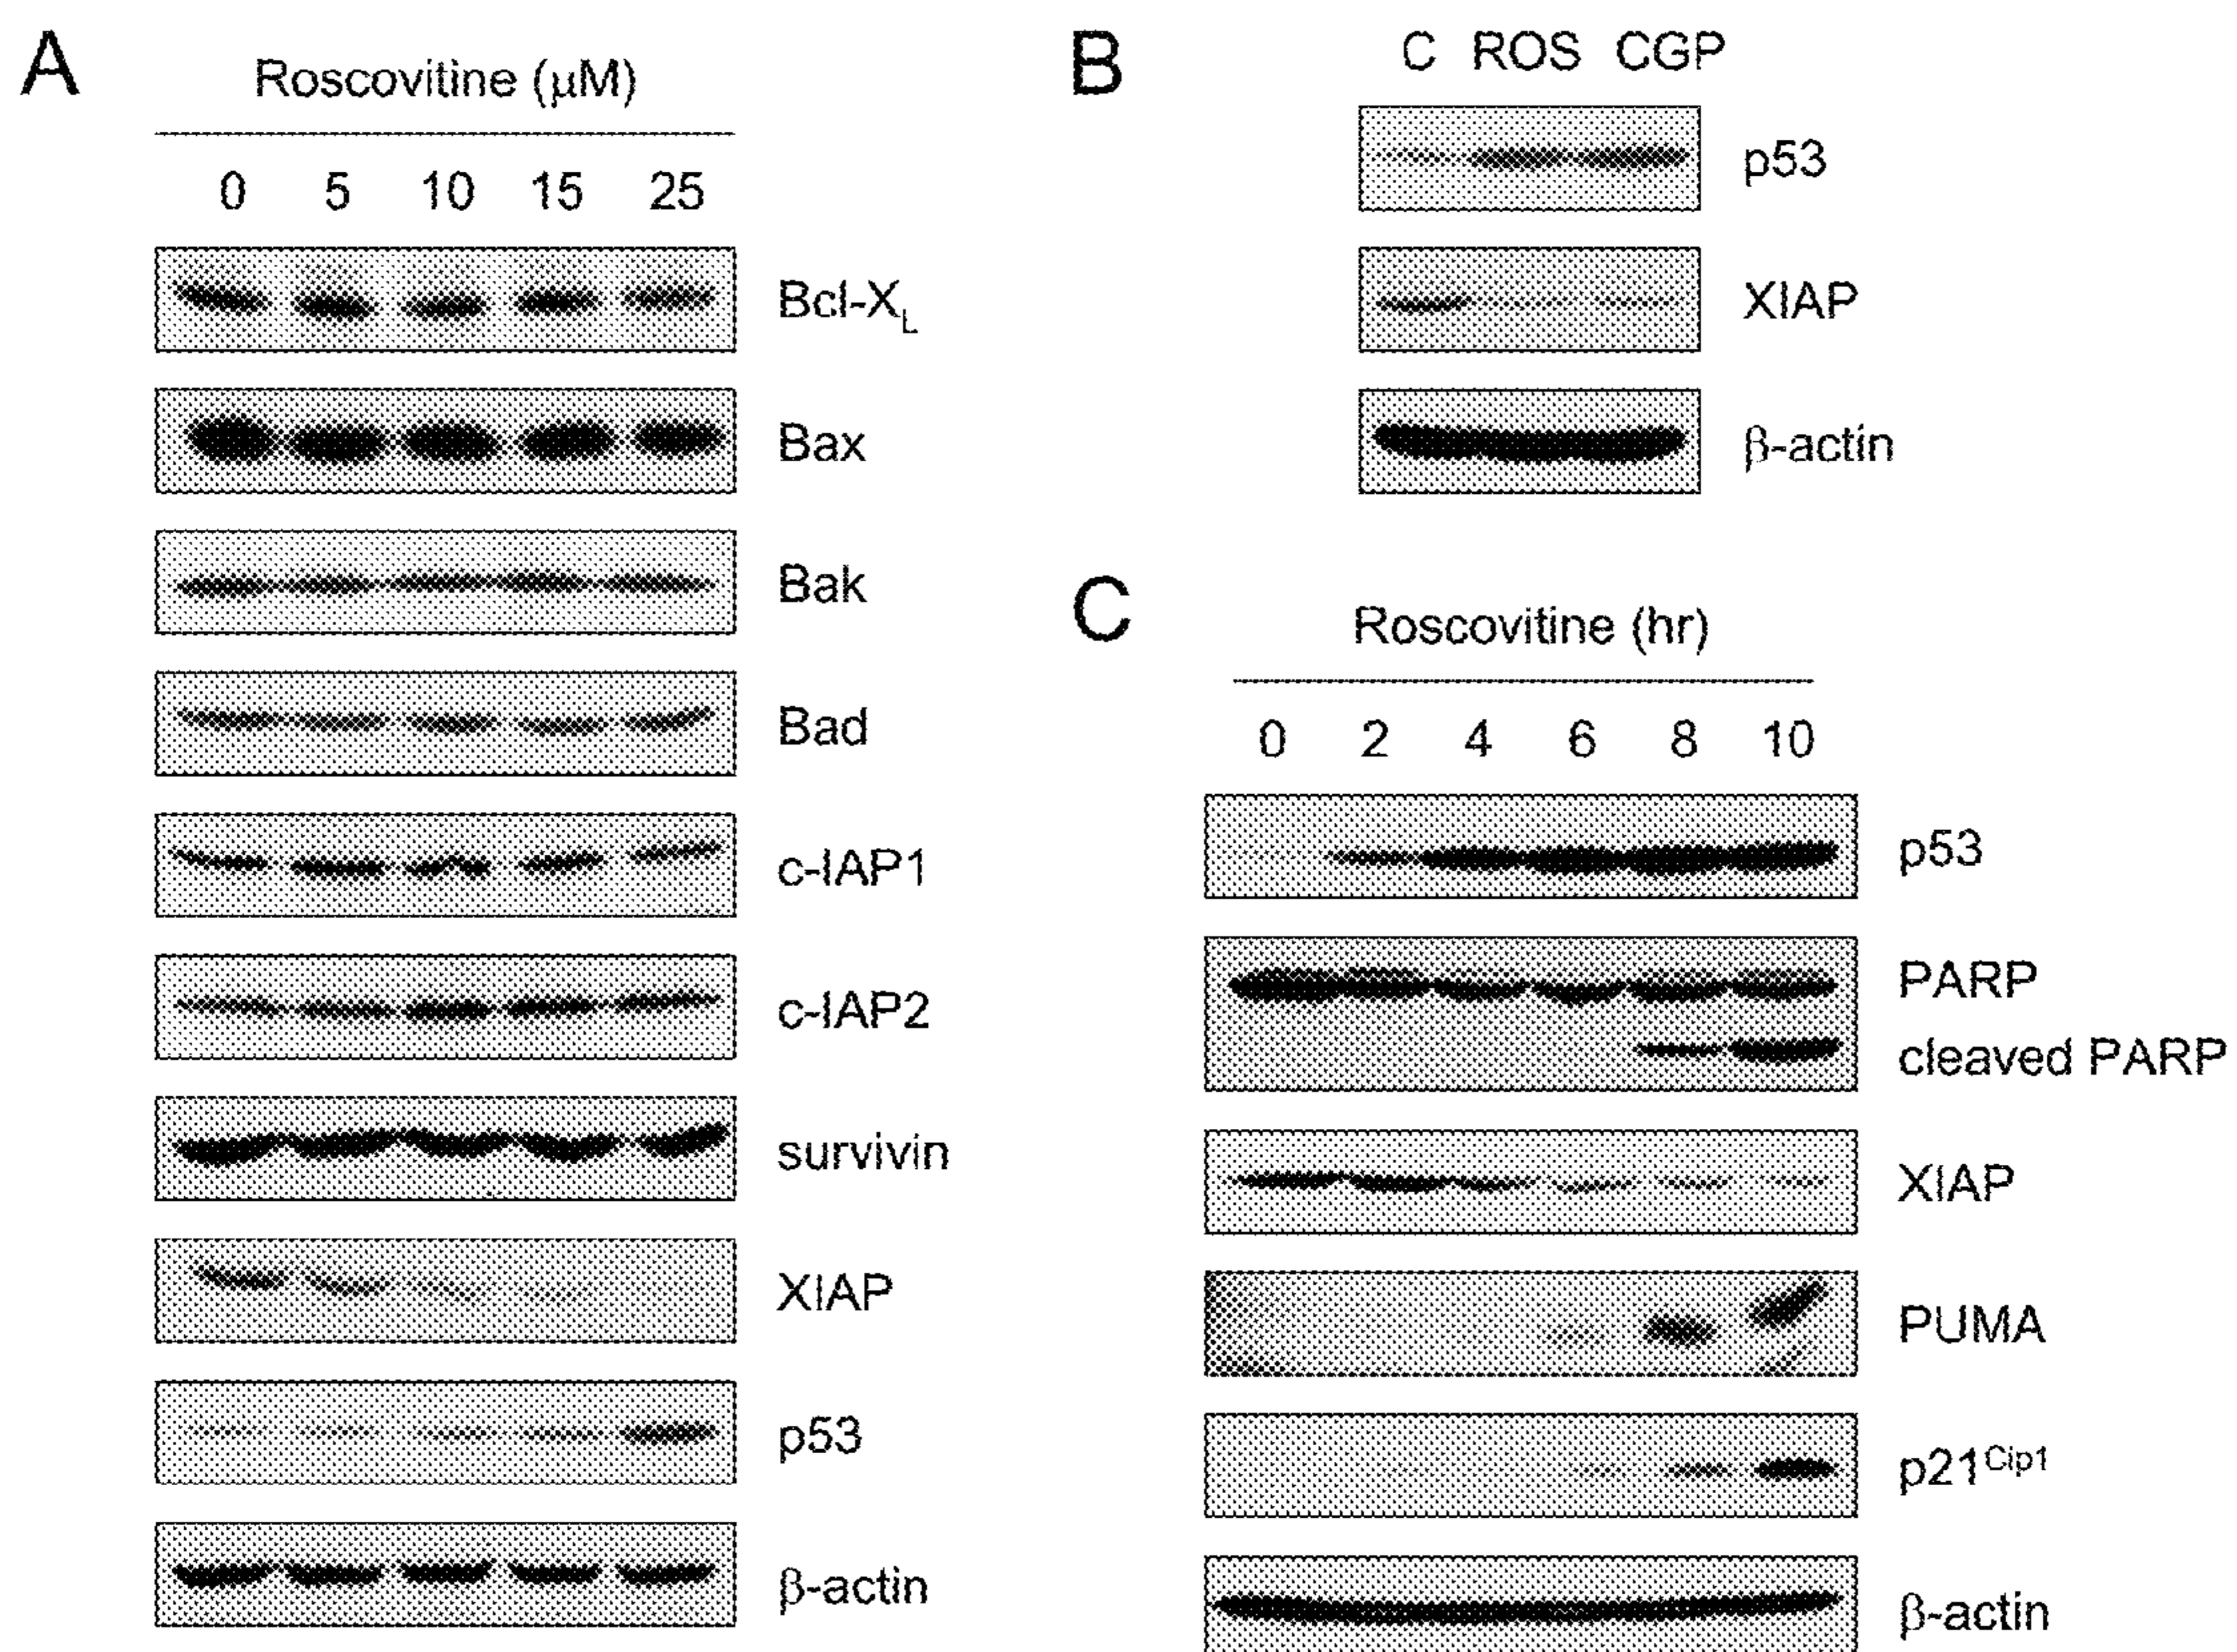 A
Roscovitine (μM)
0 5 10 15 25
Bcl-XL
Bax
Bak
Bad
c-IAP1
c-IAP2
survivin
XIAP
p53
β-actin
B
C ROS CGP
p53
XIAP
β-actin
C
Roscovitine (hr)
0 2 4 6 8 10
p53
PARP
cleaved PARP
XIAP
PUMA
p21Cip1
β-actin